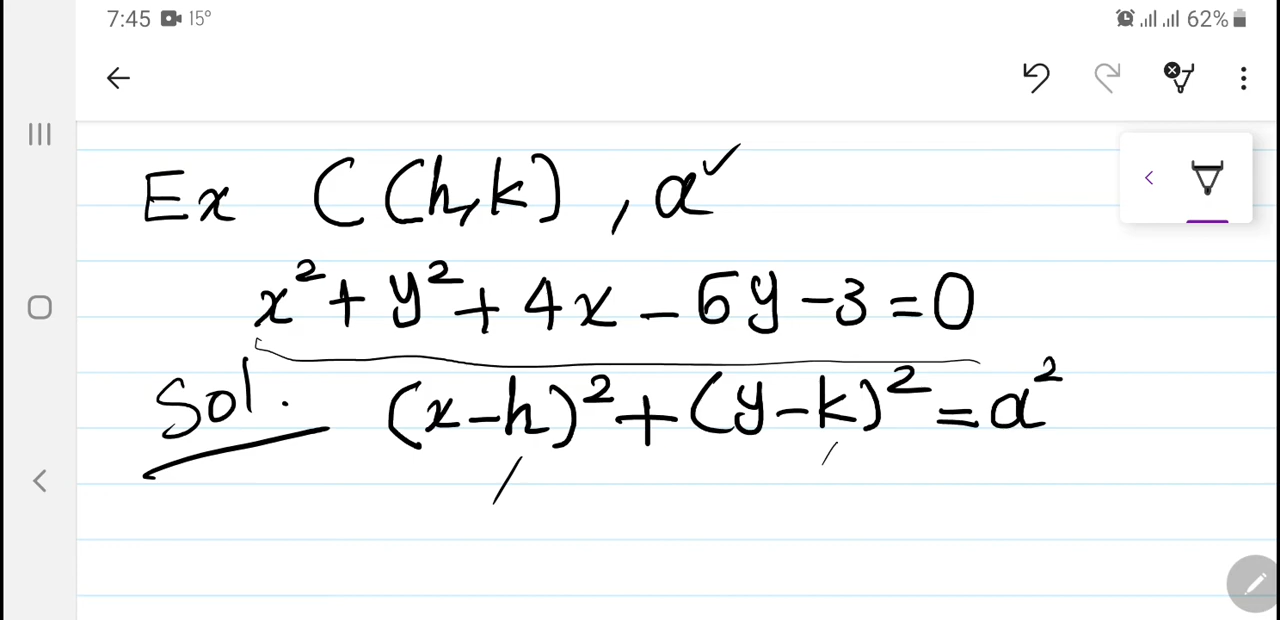 7:45 15° 62%
Ex C(h,k), a✓
x²+y²+4x-6y-3=0
Sol. (x-h)²+(y-k)²=a²